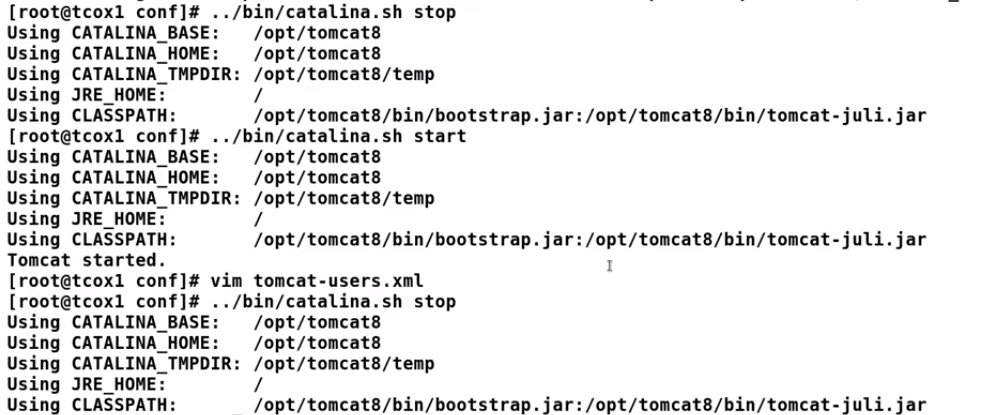 [root@tcox1 conf]# ../bin/catalina.sh stop
Using CATALINA_BASE:   /opt/tomcat8
Using CATALINA_HOME:   /opt/tomcat8
Using CATALINA_TMPDIR: /opt/tomcat8/temp
Using JRE_HOME:        /
Using CLASSPATH:       /opt/tomcat8/bin/bootstrap.jar:/opt/tomcat8/bin/tomcat-juli.jar
[root@tcox1 conf]# ../bin/catalina.sh start
Using CATALINA_BASE:   /opt/tomcat8
Using CATALINA_HOME:   /opt/tomcat8
Using CATALINA_TMPDIR: /opt/tomcat8/temp
Using JRE_HOME:        /
Using CLASSPATH:       /opt/tomcat8/bin/bootstrap.jar:/opt/tomcat8/bin/tomcat-juli.jar
Tomcat started.
[root@tcox1 conf]# vim tomcat-users.xml
[root@tcox1 conf]# ../bin/catalina.sh stop
Using CATALINA_BASE:   /opt/tomcat8
Using CATALINA_HOME:   /opt/tomcat8
Using CATALINA_TMPDIR: /opt/tomcat8/temp
Using JRE_HOME:        /
Using CLASSPATH:       /opt/tomcat8/bin/bootstrap.jar:/opt/tomcat8/bin/tomcat-juli.jar